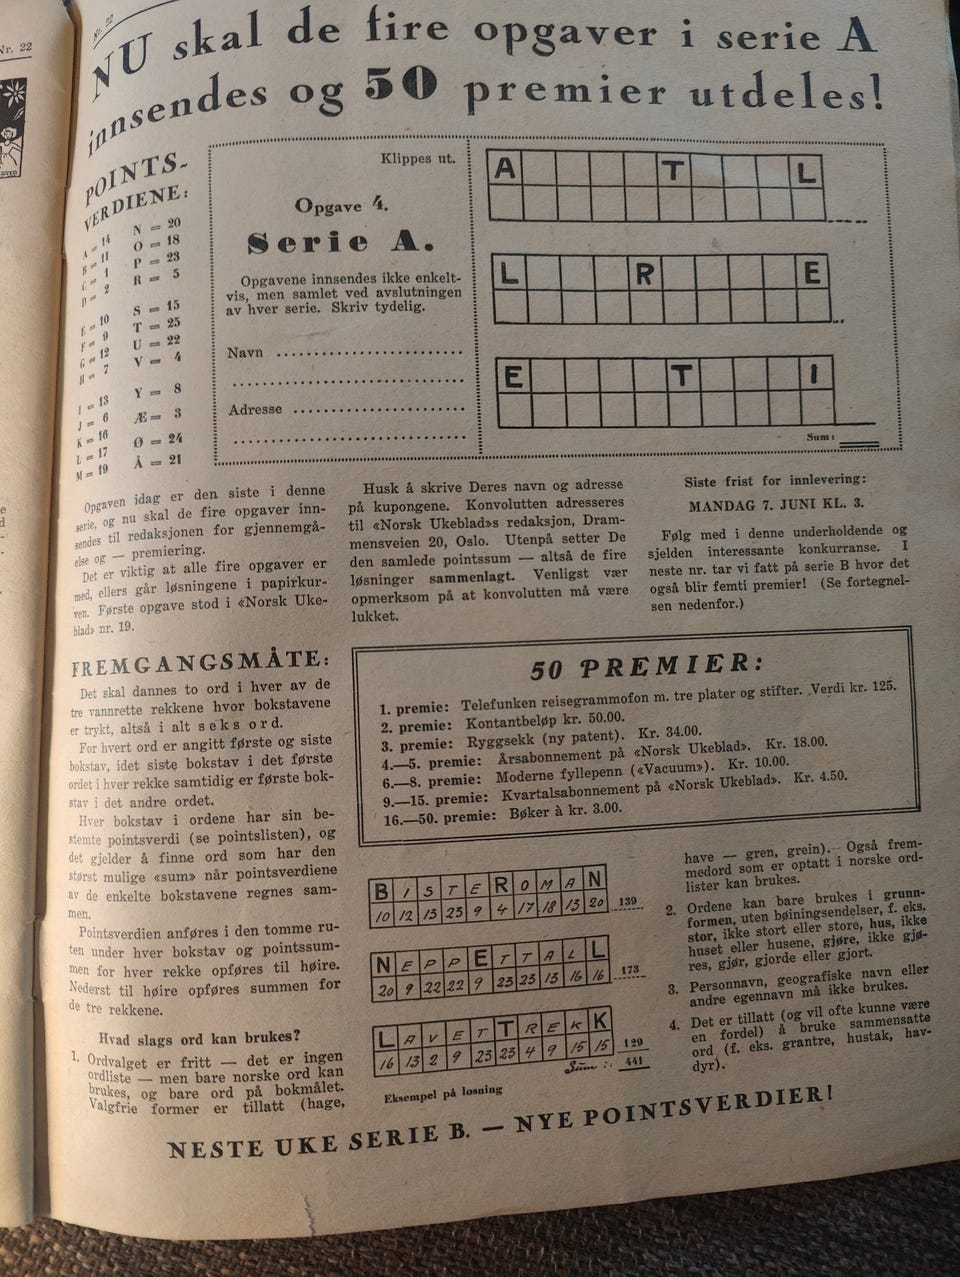 Nr. 22
Nr. 22
NU skal de fire opgaver i serie A
innsendes og 50 premier utdeles!
POINTS-
VERDIENE:
A = 14
B = 11
C = 1
D = 2
E = 10
F = 9
G = 12
H = 7
I = 13
J = 6
K = 16
L = 17
M = 19
N = 20
O = 18
P = 23
R = 5
S = 15
T = 25
U = 22
V = 4
Y = 8
Æ = 3
Ø = 24
Å = 21
Klippes ut.
Opgave 4.
Serie A.
Opgavene innsendes ikke enkelt-
vis, men samlet ved avslutningen
av hver serie. Skriv tydelig.
Navn
Adresse
A T L
L R E
E T I
Sum:
Opgaven idag er den siste i denne
serie, og nu skal de fire opgaver inn-
sendes til redaksjonen for gjennemgå-
else og — premiering.
Det er viktig at alle fire opgaver er
med, ellers går løsningene i papirkur-
ven. Første opgave stod i «Norsk Uke-
blad» nr. 19.
Husk å skrive Deres navn og adresse
på kupongene. Konvolutten adresseres
til «Norsk Ukeblad»s redaksjon, Dram-
mensveien 20, Oslo. Utenpå setter De
den samlede pointssum — altså de fire
løsninger sammenlagt. Venligst vær
opmerksom på at konvolutten må være
lukket.
Siste frist for innlevering:
MANDAG 7. JUNI KL. 3.
Følg med i denne underholdende og
sjelden interessante konkurranse. I
neste nr. tar vi fatt på serie B hvor det
også blir femti premier! (Se fortegnel-
sen nedenfor.)
FREMGANGSMÅTE:
Det skal dannes to ord i hver av de
tre vannrette rekkene hvor bokstavene
er trykt, altså i alt seks ord.
For hvert ord er angitt første og siste
bokstav, idet siste bokstav i det første
ordet i hver rekke samtidig er første bok-
stav i det andre ordet.
Hver bokstav i ordene har sin be-
stemte pointsverdi (se pointslisten), og
det gjelder å finne ord som har den
størst mulige «sum» når pointsverdiene
av de enkelte bokstavene regnes sam-
men.
Pointsverdien anføres i den tomme ru-
ten under hver bokstav og pointssum-
men for hver rekke opføres til høire.
Nederst til høire opføres summen for
de tre rekkene.
Hvad slags ord kan brukes?
1. Ordvalget er fritt — det er ingen
ordliste — men bare norske ord kan
brukes, og bare ord på bokmålet.
Valgfrie former er tillatt (hage,
50 PREMIER:
1. premie: Telefunken reisegrammofon m. tre plater og stifter. Verdi kr. 125.
2. premie: Kontantbeløp kr. 50.00.
3. premie: Ryggsekk (ny patent). Kr. 34.00.
4.—5. premie: Årsabonnement på «Norsk Ukeblad». Kr. 18.00.
6.—8. premie: Moderne fyllepenn («Vacuum»). Kr. 10.00.
9.—15. premie: Kvartalsabonnement på «Norsk Ukeblad». Kr. 4.50.
16.—50. premie: Bøker à kr. 3.00.
B I S T E R O M A N
10 12 13 23 9 4 17 18 13 20 139
N E P P E T T A L L
20 9 22 22 9 23 23 13 16 16 173
L A V E T T R E K K
16 13 2 9 23 23 4 9 15 15 129
Sum: 441
Eksempel på løsning
have — gren, grein). Også frem-
medord som er optatt i norske ord-
lister kan brukes.
2. Ordene kan bare brukes i grunn-
formen, uten bøiningsendelser, f. eks.
stor, ikke stort eller store, hus, ikke
huset eller husene, gjøre, ikke gjø-
res, gjør, gjorde eller gjort.
3. Personnavn, geografiske navn eller
andre egennavn må ikke brukes.
4. Det er tillatt (og vil ofte kunne være
en fordel) å bruke sammensatte
ord (f. eks. grantre, hustak, hav-
dyr).
NESTE UKE SERIE B. — NYE POINTSVERDIER!